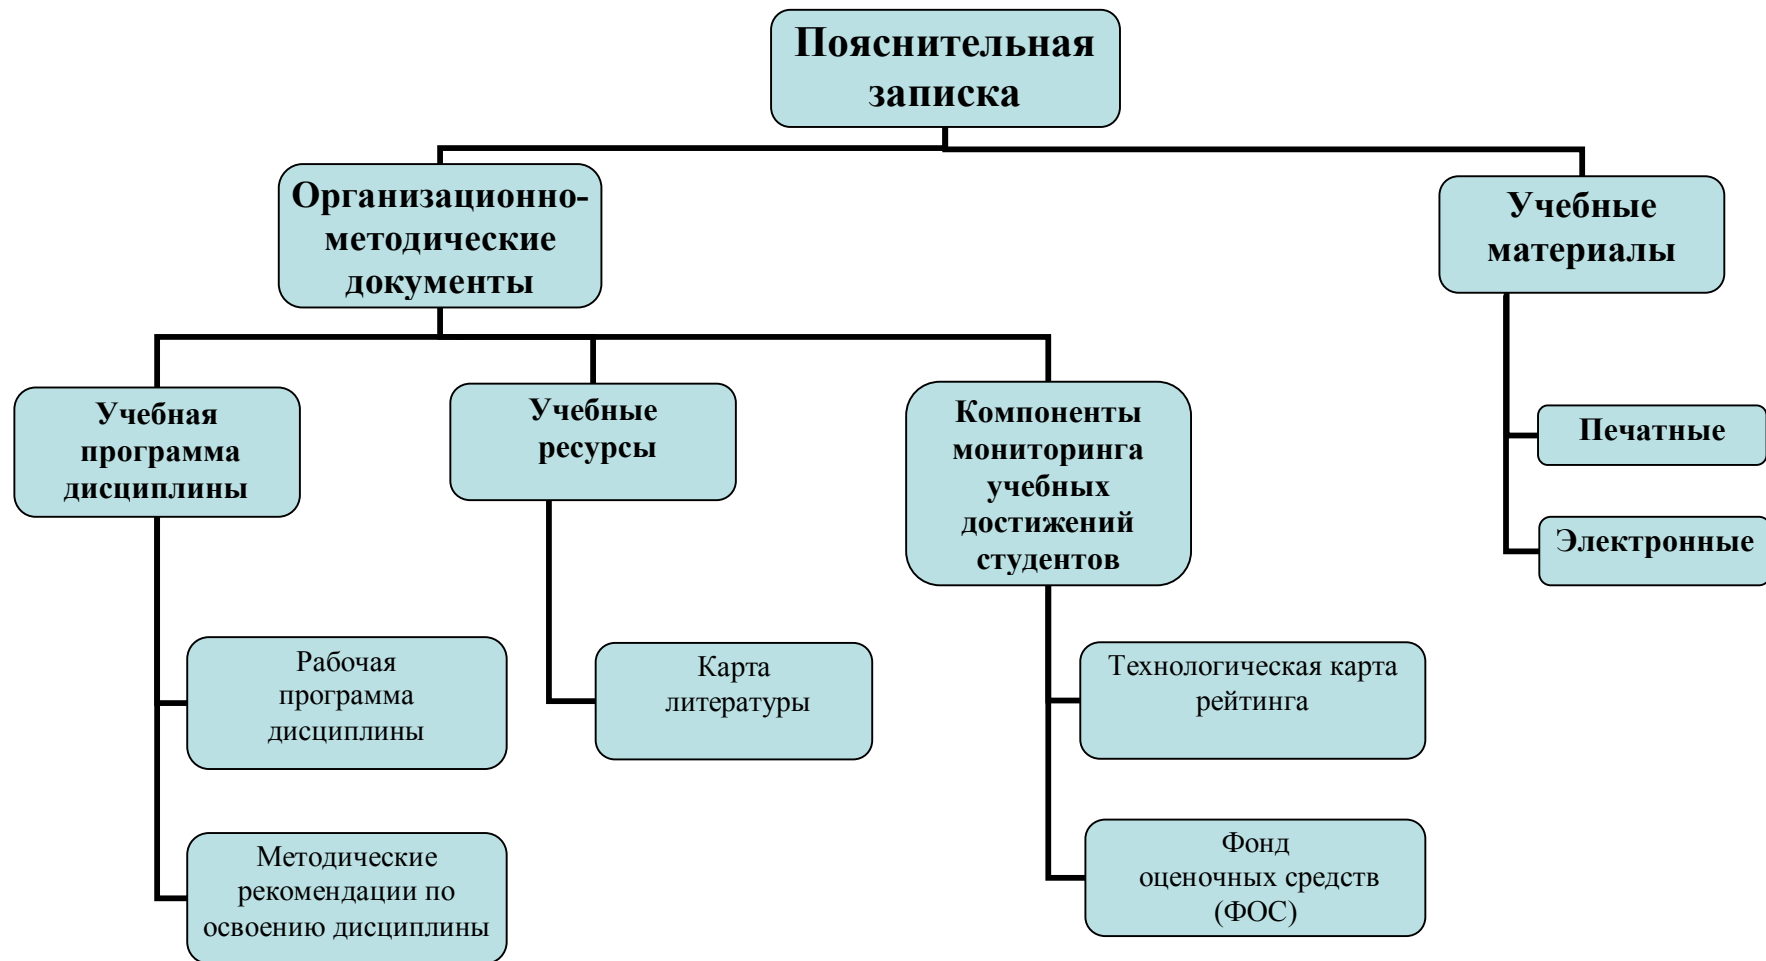 Пояснительная
записка
Организационно-
методические
документы
Учебные
материалы
Учебная
программа
дисциплины
Учебные
ресурсы
Компоненты
мониторинга
учебных
достижений
студентов
Печатные
Электронные
Рабочая
программа
дисциплины
Карта
литературы
Технологическая карта
рейтинга
Методические
рекомендации по
освоению дисциплины
Фонд
оценочных средств
(ФОС)